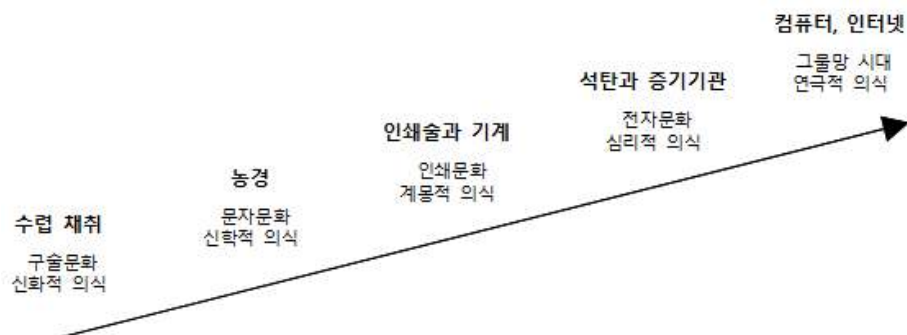 컴퓨터, 인터넷
그물망 시대
연극적 의식
석탄과 증기기관
전자문화
심리적 의식
인쇄술과 기계
인쇄문화
계몽적 의식
농경
문자문화
신학적 의식
수렵 채취
구술문화
신화적 의식